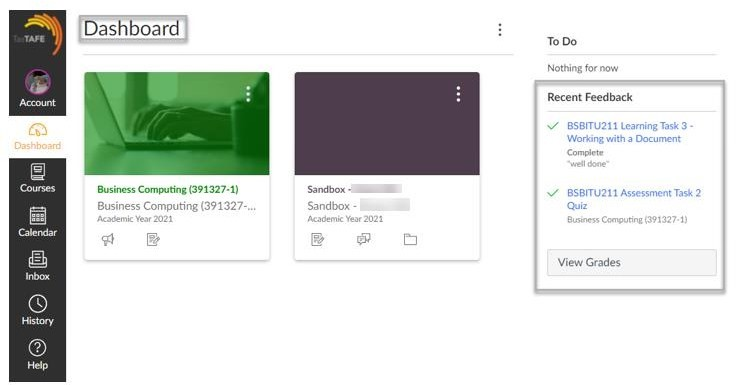 TasTAFE
Account
Dashboard
Courses
Calendar
Inbox
History
Help
Dashboard
Business Computing (391327-1)
Business Computing (391327-...
Academic Year 2021
Sandbox -
Sandbox -
Academic Year 2021
To Do
Nothing for now
Recent Feedback
BSBITU211 Learning Task 3 -
Working with a Document
Complete
"well done"
BSBITU211 Assessment Task 2
Quiz
Business Computing (391327-1)
View Grades